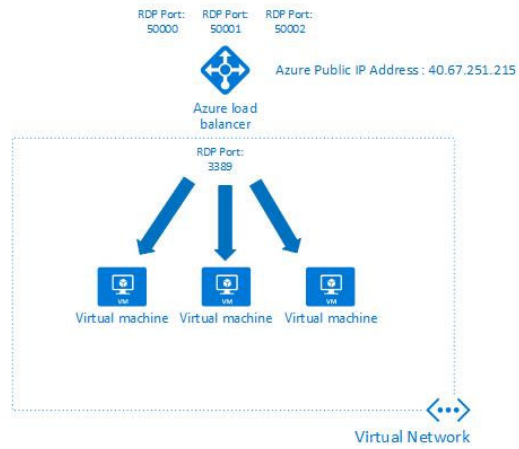 RDP Port: RDP Port: RDP Port:
50000 50001 50002
Azure Public IP Address : 40.67.251.215
Azure load
balancer
RDP Port:
3389
VM VM VM
Virtual machine Virtual machine Virtual machine
Virtual Network